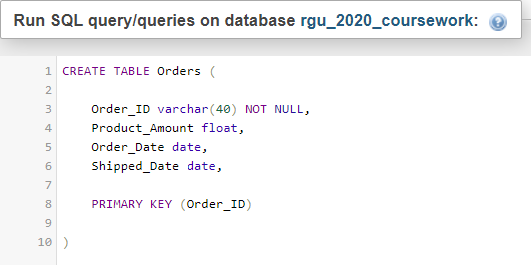 Run SQL query/queries on database rgu_2020_coursework:
1 CREATE TABLE Orders (
2
3 Order_ID varchar(40) NOT NULL,
4 Product_Amount float,
5 Order_Date date,
6 Shipped_Date date,
7
8 PRIMARY KEY (Order_ID)
9
10 )